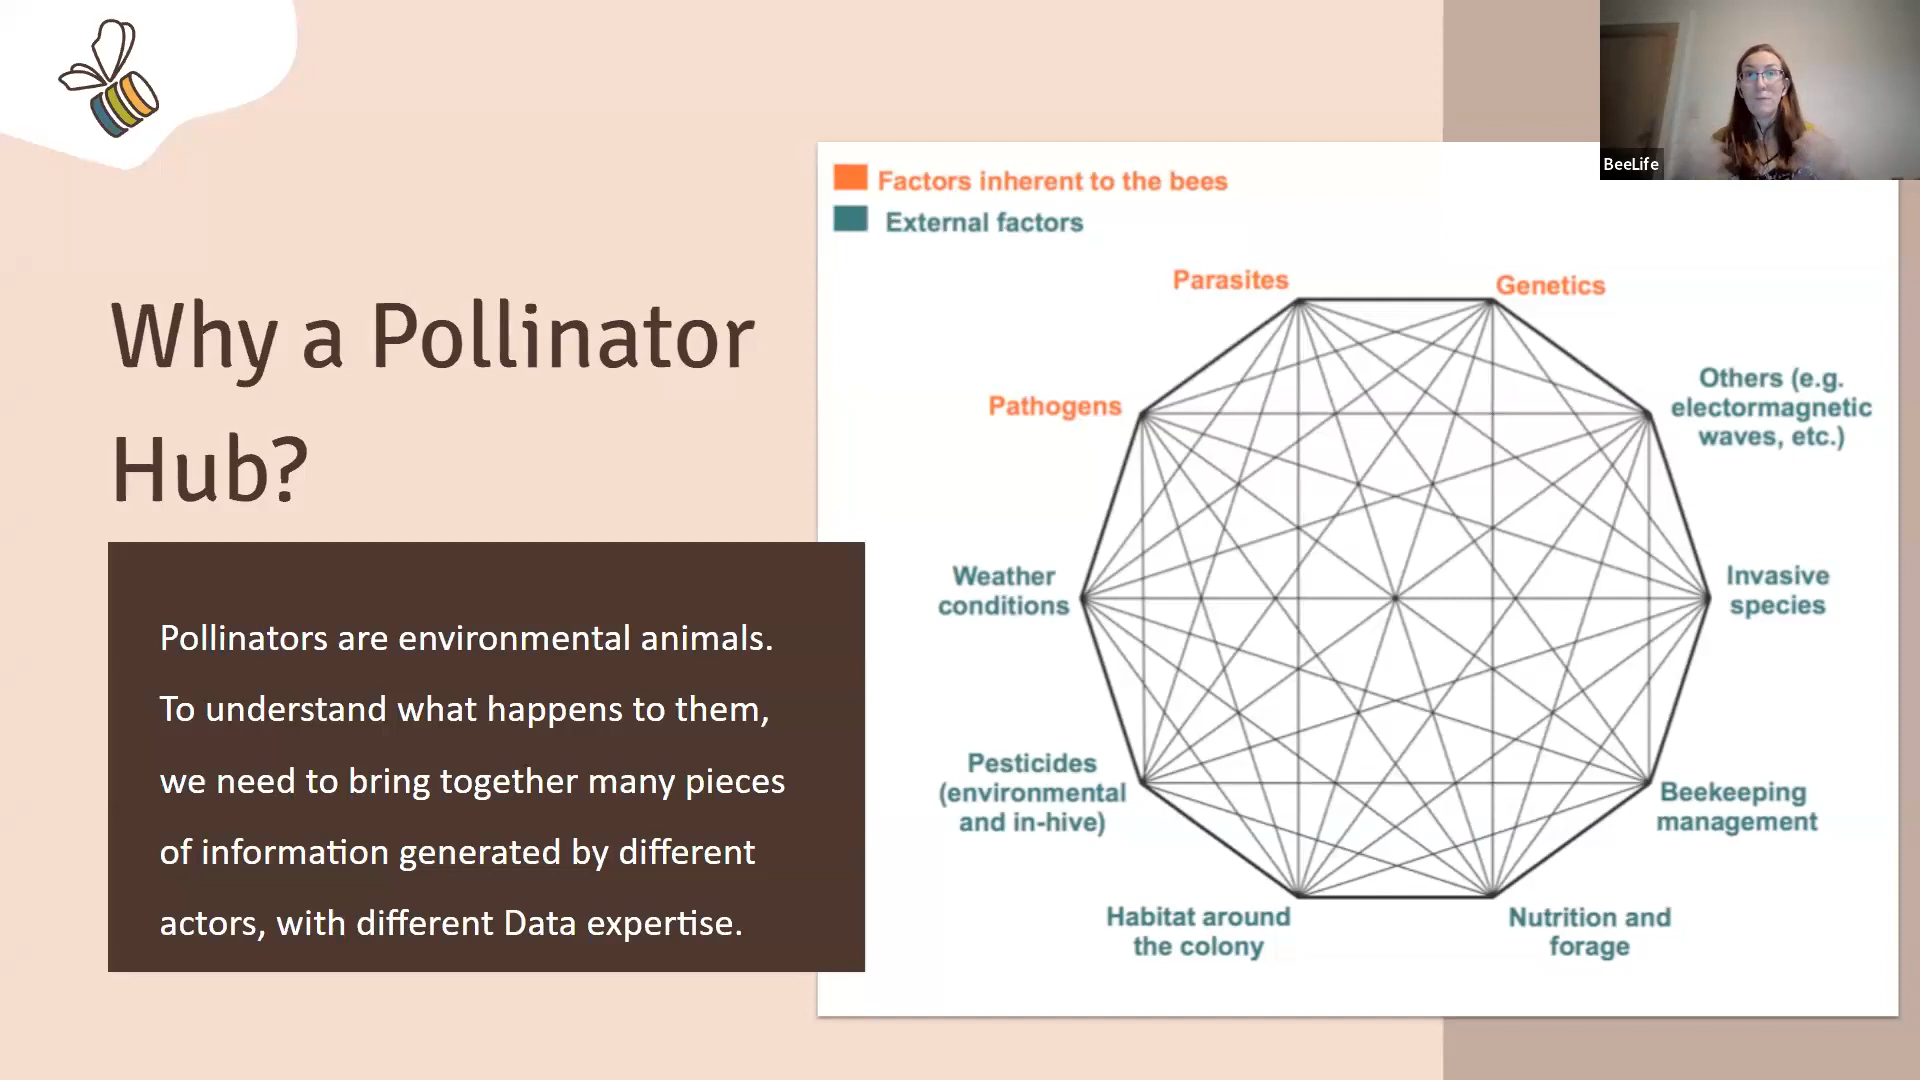 Why a Pollinator
Hub?
Pollinators are environmental animals.
To understand what happens to them,
we need to bring together many pieces
of information generated by different
actors, with different Data expertise.
Factors inherent to the bees
External factors
Parasites
Genetics
Others (e.g.
electormagnetic
waves, etc.)
Pathogens
Weather
conditions
Invasive
species
Pesticides
(environmental
and in-hive)
Beekeeping
management
Habitat around
the colony
Nutrition and
forage
BeeLife